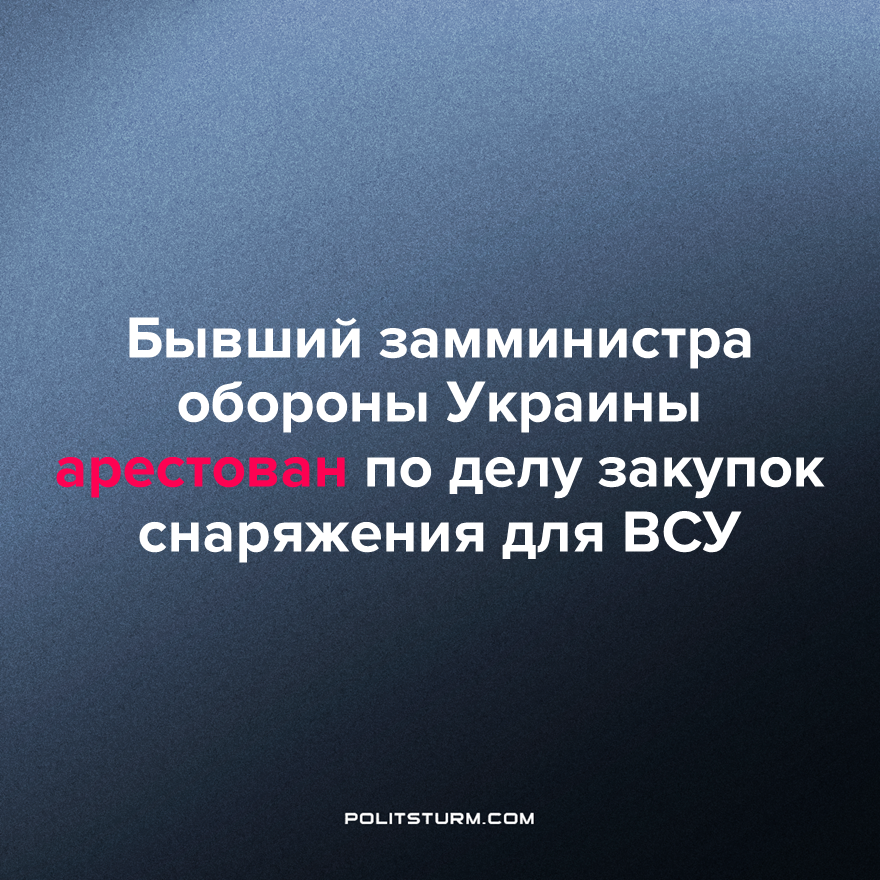 Бывший замминистра
обороны Украины
арестован по делу закупок
снаряжения для ВСУ
POLITSTURM.COM